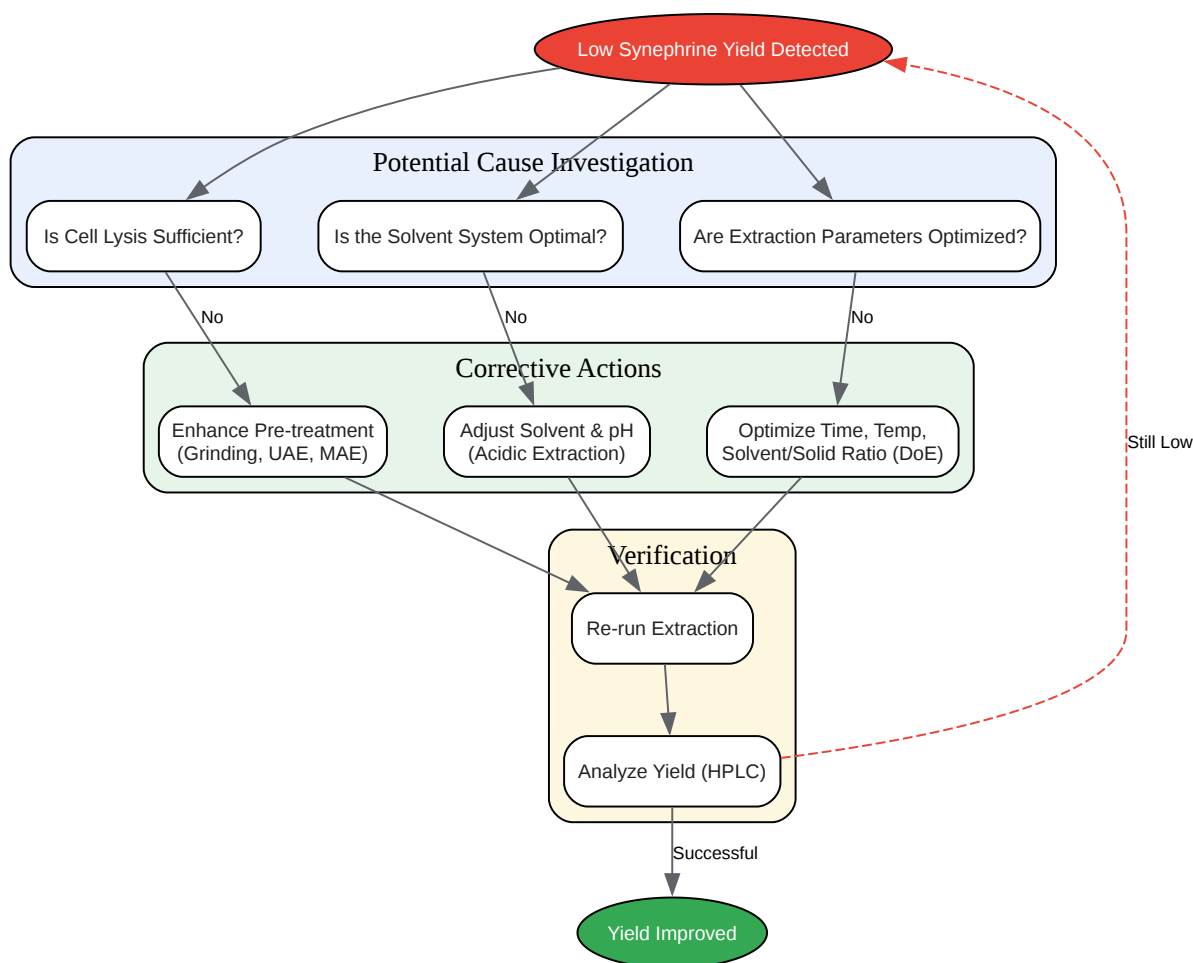 Low Synephrine Yield Detected
Potential Cause Investigation
Is Cell Lysis Sufficient?
Is the Solvent System Optimal?
Are Extraction Parameters Optimized?
No
No
No
Corrective Actions
Enhance Pre-treatment
(Grinding, UAE, MAE)
Adjust Solvent & pH
(Acidic Extraction)
Optimize Time, Temp,
Solvent/Solid Ratio (DoE)
Still Low
Verification
Re-run Extraction
Analyze Yield (HPLC)
Successful
Yield Improved